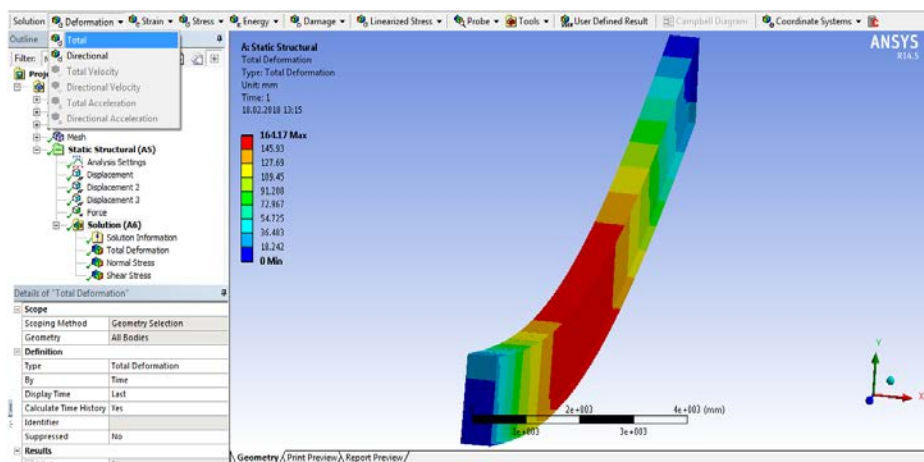 Solution Deformation Strain Stress Energy Damage Linearized Stress Probe Tools User Defined Result Campbell Diagram Coordinate Systems
Outline
Total
Filter:
Directional
Proje
Total Velocity
Directional Velocity
Total Acceleration
Directional Acceleration
Mesh
Static Structural (A5)
Analysis Settings
Displacement
Displacement 2
Displacement 3
Force
Solution (A6)
Solution Information
Total Deformation
Normal Stress
Shear Stress
Details of "Total Deformation"
Scope
Scoping Method Geometry Selection
Geometry All Bodies
Definition
Type Total Deformation
By Time
Display Time Last
Calculate Time History Yes
Identifier
Suppressed No
Results
A: Static Structural
Total Deformation
Type: Total Deformation
Unit: mm
Time: 1
18.02.2018 13:15
164.17 Max
145.93
127.69
109.45
91.208
72.967
54.725
36.483
18.242
0 Min
ANSYS
R14.5
Y
X
2e+003 4e+003 (mm)
1e+003 3e+003
Geometry Print Preview Report Preview